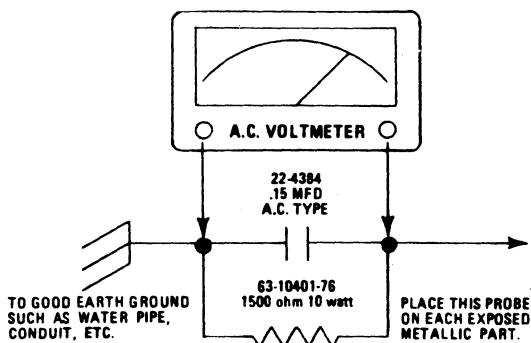 A.C. VOLTMETER
22-4384
.15 MFD
A.C. TYPE
63-10401-76
1500 ohm 10 watt
TO GOOD EARTH GROUND
SUCH AS WATER PIPE,
CONDUIT, ETC.
PLACE THIS PROBE
ON EACH EXPOSED
METALLIC PART.